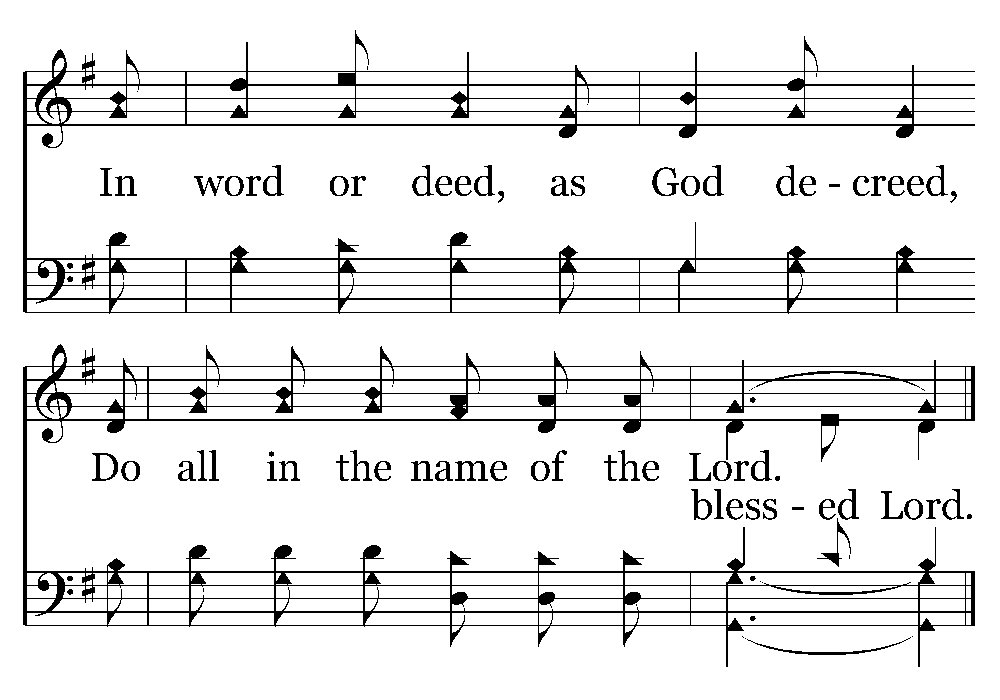 In word or deed, as God de - creed,
Do all in the name of the Lord.
bless - ed Lord.